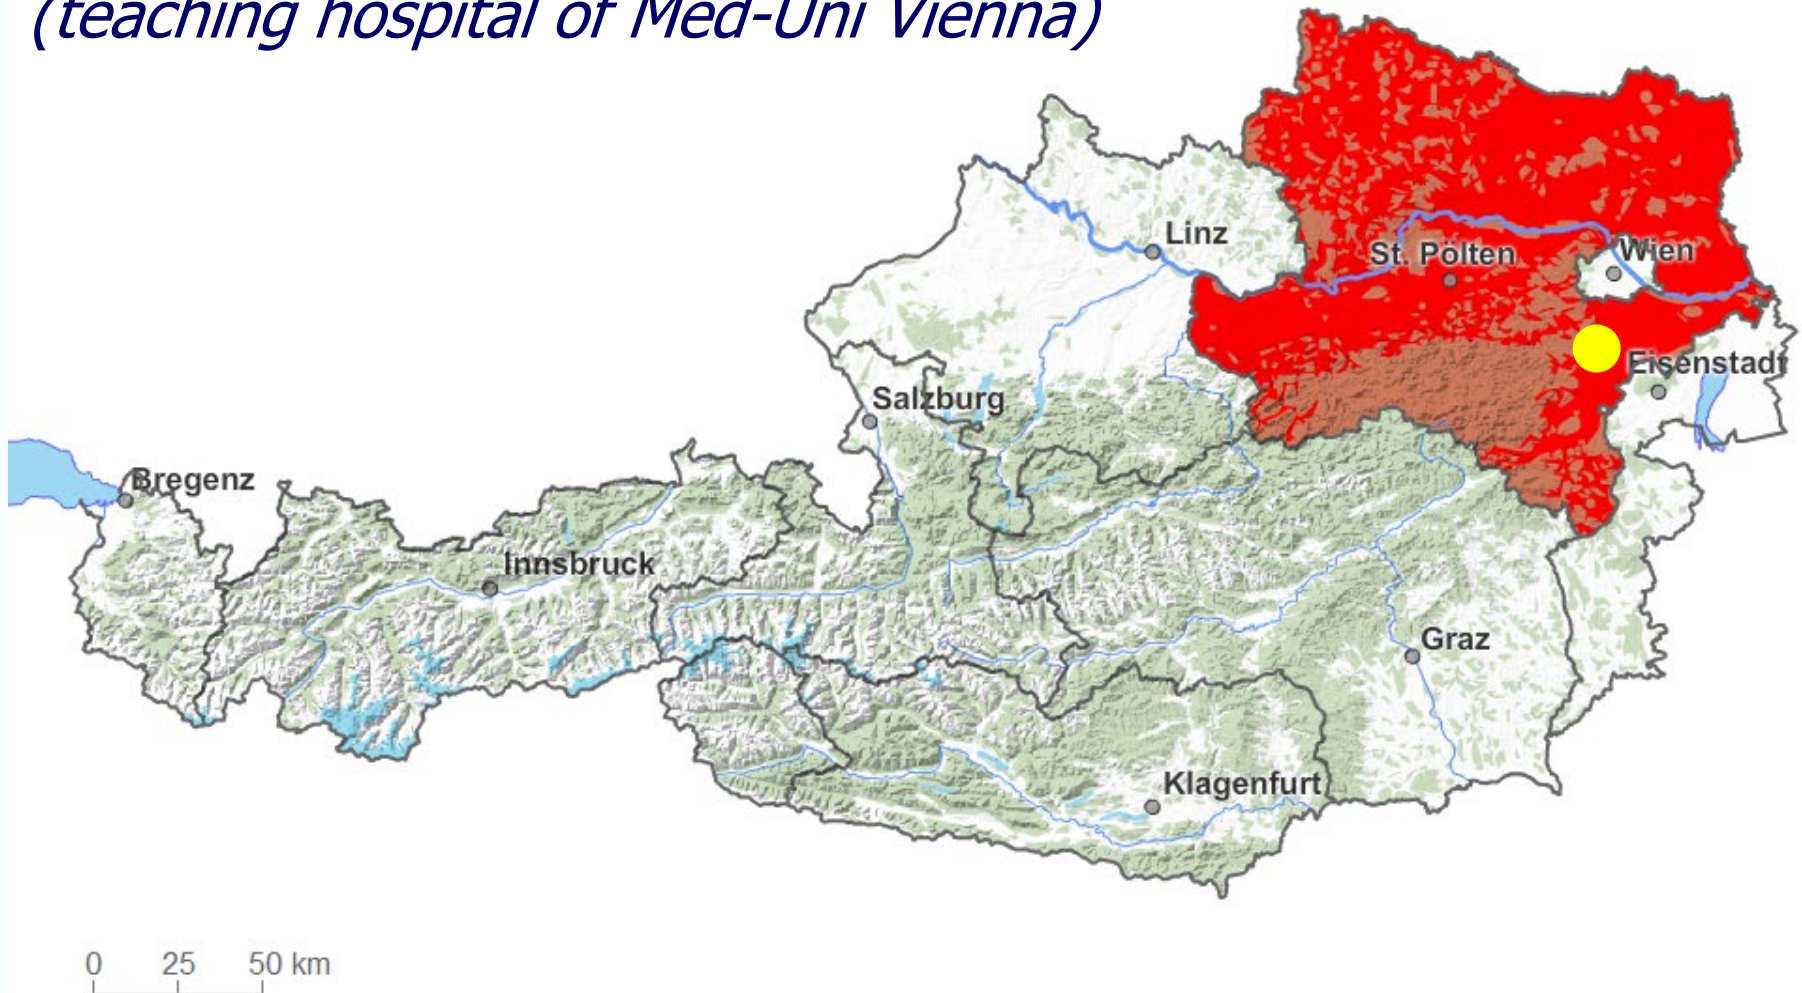 (teaching hospital of Med-Uni Vienna)
Linz
St. Pölten
Wien
Eisenstadt
Salzburg
Bregenz
Innsbruck
Graz
Klagenfurt
0 25 50 km